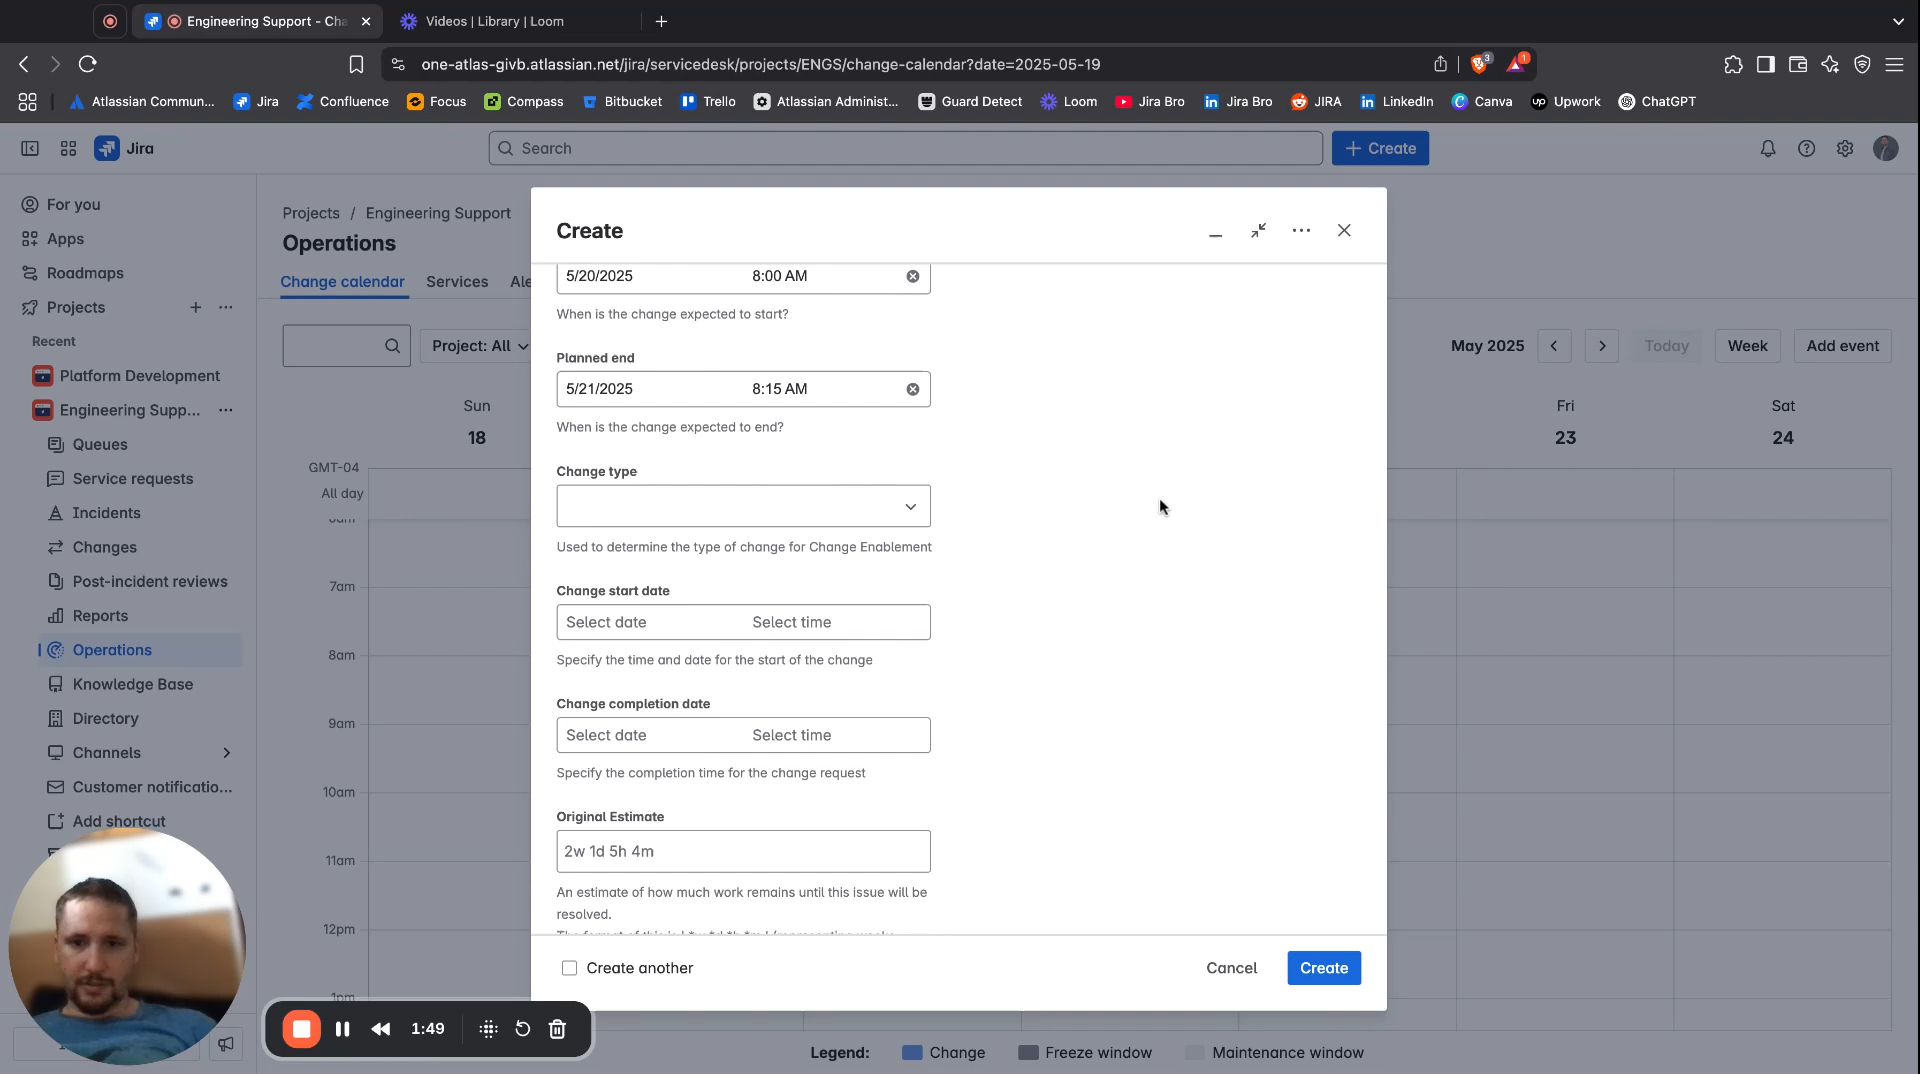 Engineering Support - Cha
Videos | Library | Loom
one-atlas-givb.atlassian.net/jira/servicedesk/projects/ENGS/change-calendar?date=2025-05-19
3
1
Atlassian Commun...
Jira
Confluence
Focus
Compass
Bitbucket
Trello
Atlassian Administ...
Guard Detect
Loom
Jira Bro
Jira Bro
JIRA
LinkedIn
Canva
Upwork
ChatGPT
Jira
Search
Create
For you
Apps
Roadmaps
Projects
Recent
Platform Development
Engineering Supp...
Queues
Service requests
Incidents
Changes
Post-incident reviews
Reports
Operations
Knowledge Base
Directory
Channels
Customer notificatio...
Add shortcut
Projects / Engineering Support
Operations
Change calendar
Services
Ale
Project: All
May 2025
Today
Week
Add event
Sun
18
Fri
23
Sat
24
GMT-04
All day
6am
7am
8am
9am
10am
11am
12pm
1pm
Create
5/20/2025 8:00 AM
When is the change expected to start?
Planned end
5/21/2025 8:15 AM
When is the change expected to end?
Change type
Used to determine the type of change for Change Enablement
Change start date
Select date Select time
Specify the time and date for the start of the change
Change completion date
Select date Select time
Specify the completion time for the change request
Original Estimate
2w 1d 5h 4m
An estimate of how much work remains until this issue will be
resolved.
The format of this is
Create another
Cancel
Create
1:49
Legend:
Change
Freeze window
Maintenance window